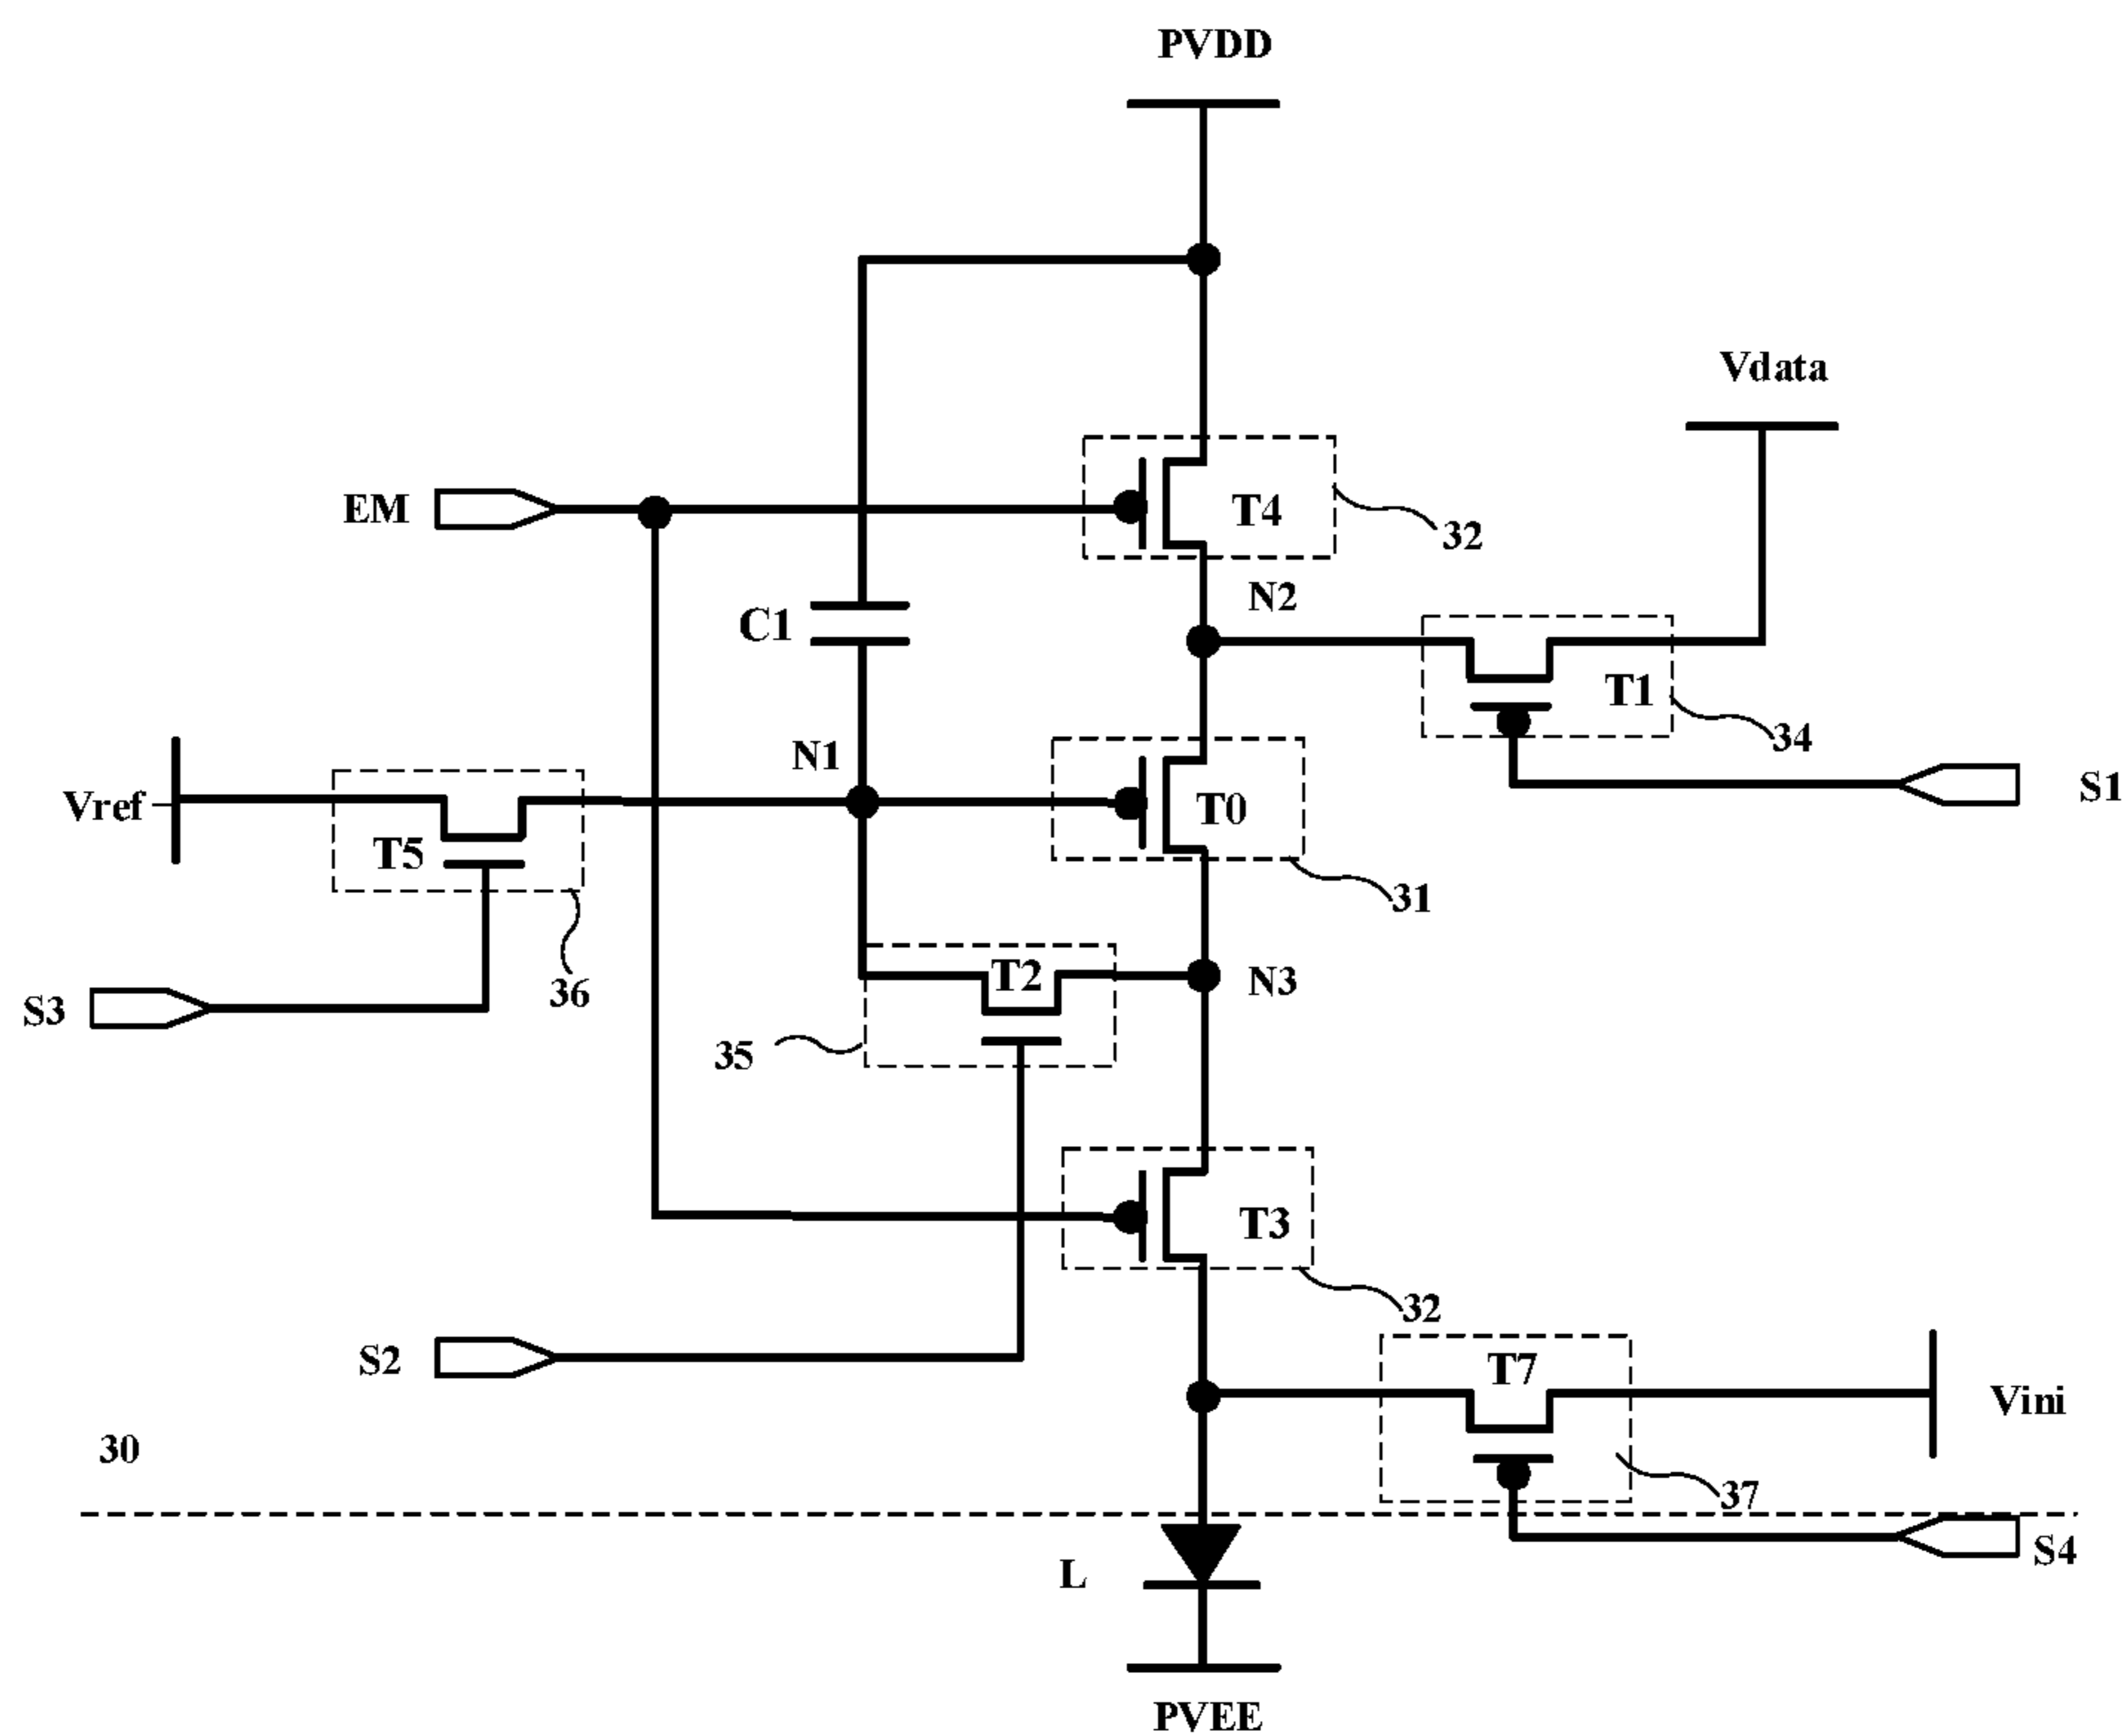 PVDD
Vdata
EM
T4
32
N2
C1
T1
34
N1
Vref
T0
S1
T5
31
T2
N3
36
S3
35
T3
32
S2
T7
Vini
30
37
L
S4
PVEE